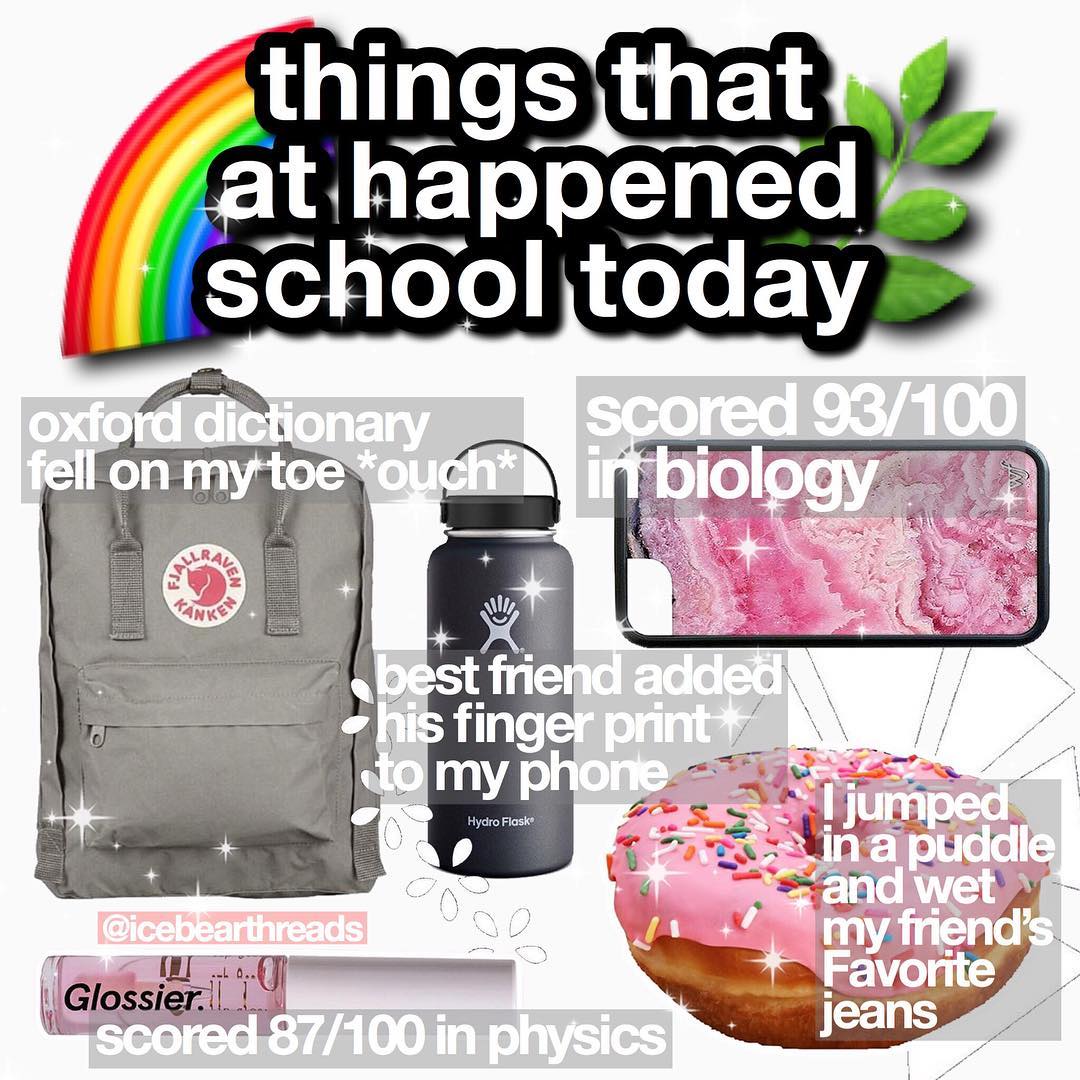 things that
at happened
school today
oxford dictionary
fell on my toe *ouch*
scored 93/100
in biology
wf
FJALLRAVEN
KANKEN
best friend added
his finger print
to my phone
Hydro Flask®
I jumped
in a puddle
and wet
my friend's
Favorite
jeans
@icebearthreads
Glossier.
scored 87/100 in physics